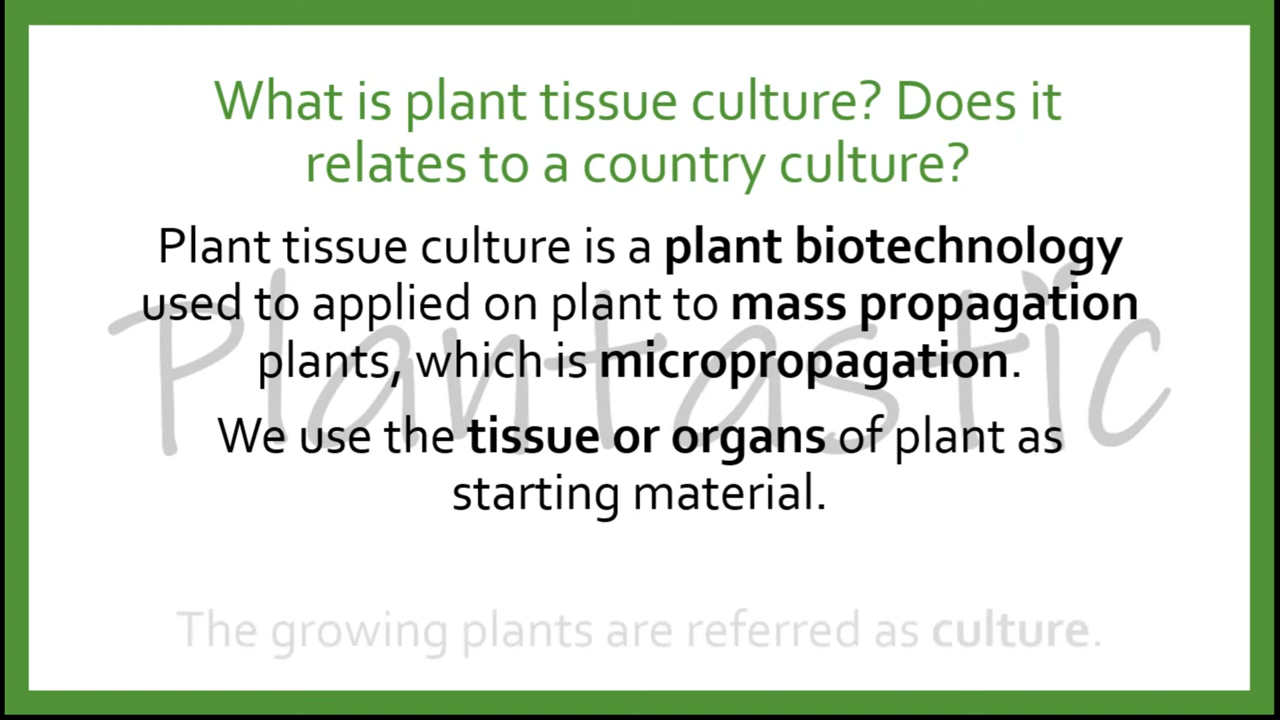 What is plant tissue culture? Does it
relates to a country culture?
Plant tissue culture is a plant biotechnology
used to applied on plant to mass propagation
plants, which is micropropagation.
We use the tissue or organs of plant as
starting material.
The growing plants are referred as culture.
Plantastic